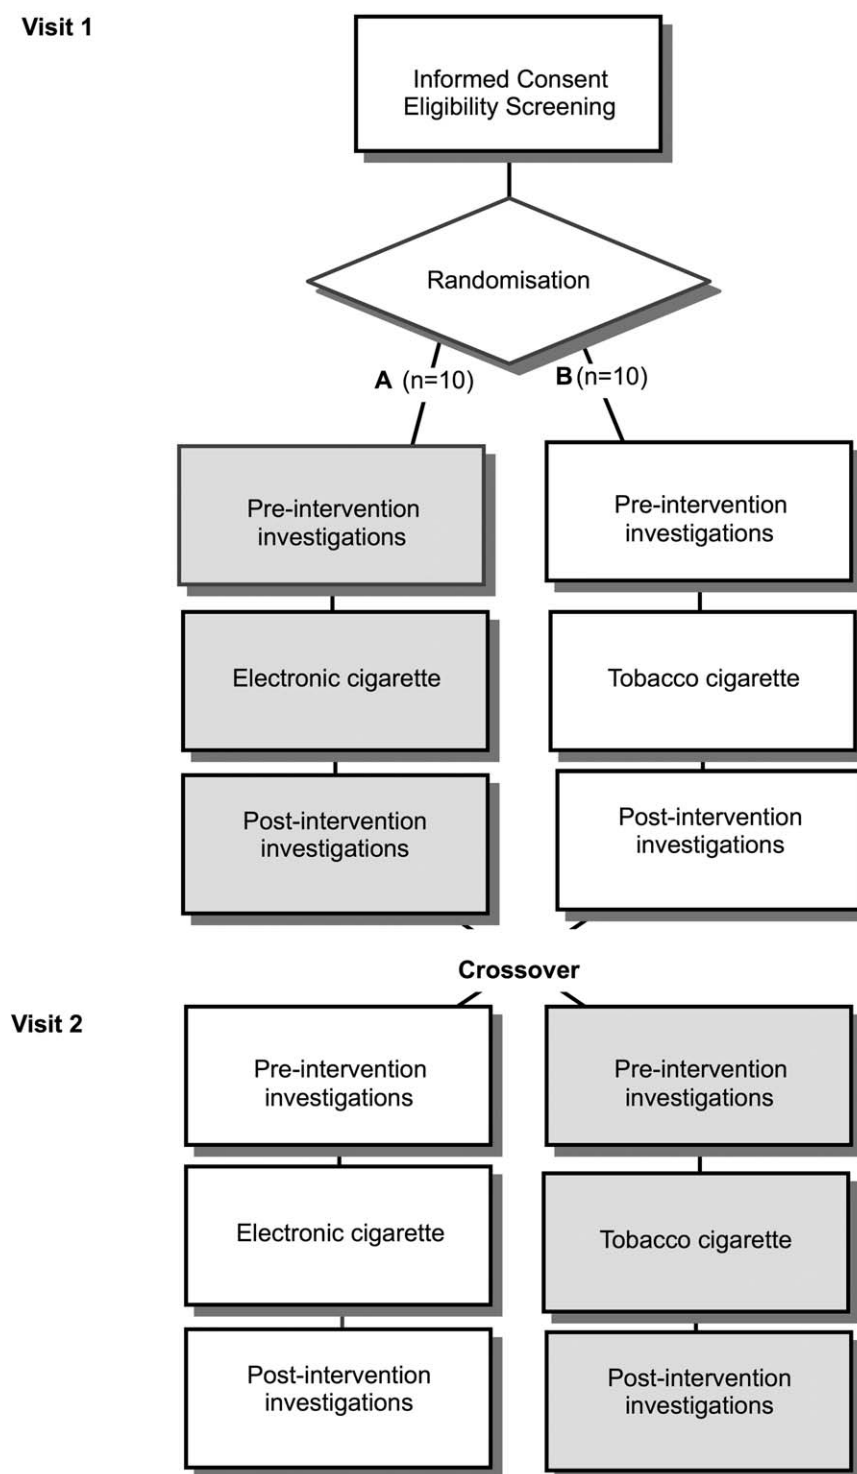 Visit 1
Informed Consent
Eligibility Screening
Randomisation
A (n=10)
B (n=10)
Pre-intervention
investigations
Pre-intervention
investigations
Electronic cigarette
Tobacco cigarette
Post-intervention
investigations
Post-intervention
investigations
Crossover
Visit 2
Pre-intervention
investigations
Pre-intervention
investigations
Electronic cigarette
Tobacco cigarette
Post-intervention
investigations
Post-intervention
investigations